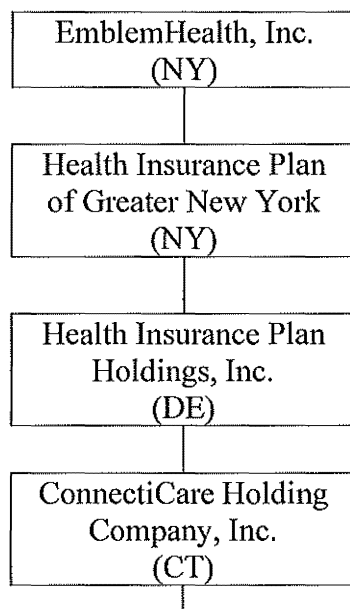 EmblemHealth, Inc.
(NY)
Health Insurance Plan
of Greater New York
(NY)
Health Insurance Plan
Holdings, Inc.
(DE)
ConnectiCare Holding
Company, Inc.
(CT)